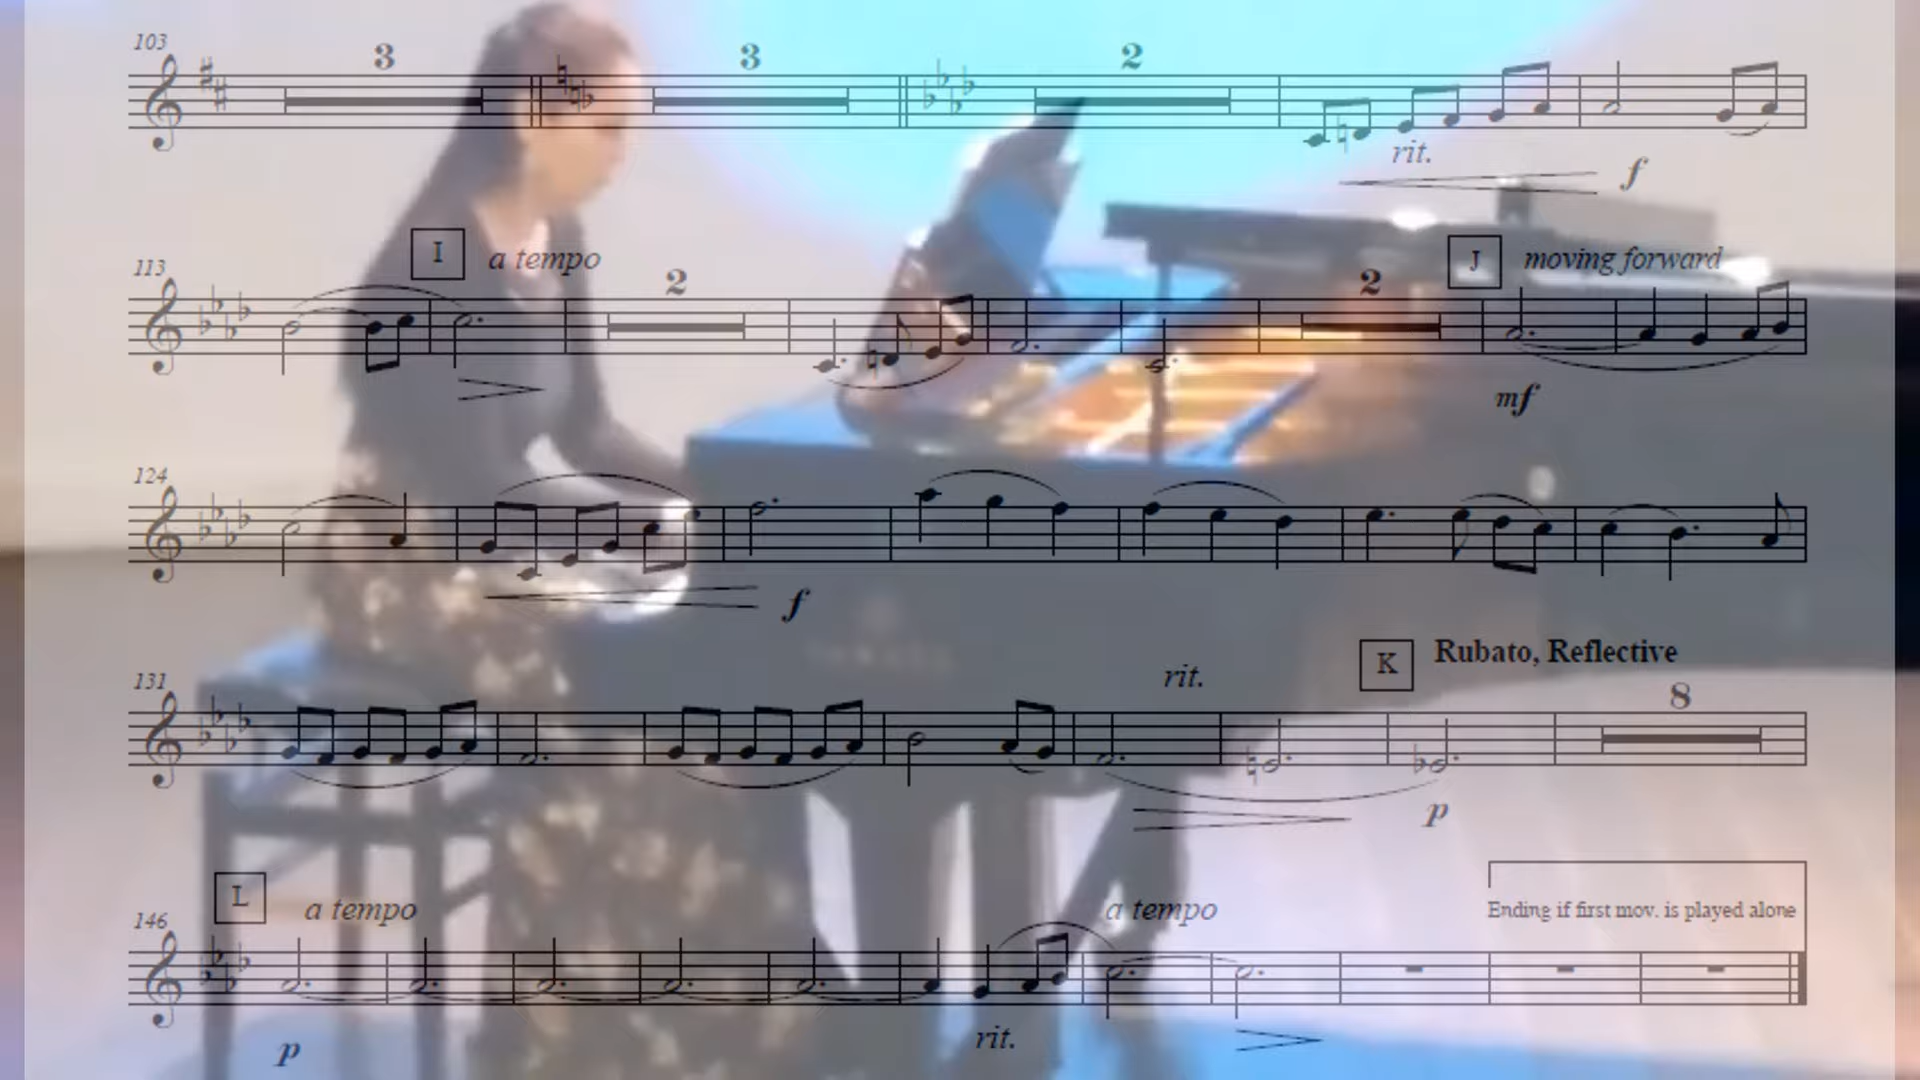 103
3
3
2
rit.
f
113
I
a tempo
2
2
J
moving forward
mf
124
f
131
rit.
K
Rubato, Reflective
8
p
146
L
a tempo
a tempo
Ending if first mov. is played alone
p
rit.